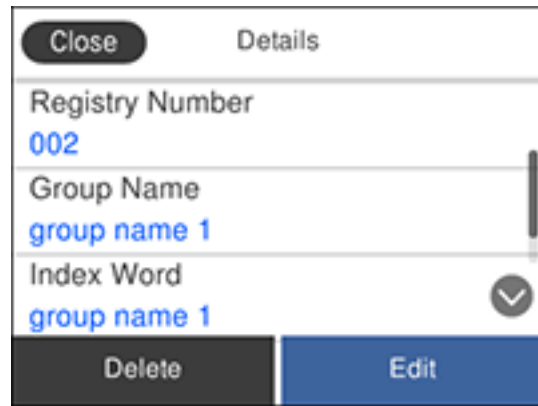 Close Details
Registry Number
002
Group Name
group name 1
Index Word
group name 1
Delete Edit